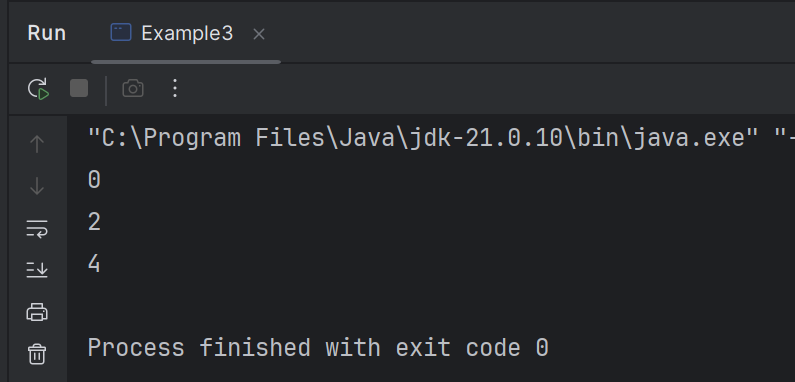 Run Example3
"C:\Program Files\Java\jdk-21.0.10\bin\java.exe" "-
0
2
4
Process finished with exit code 0